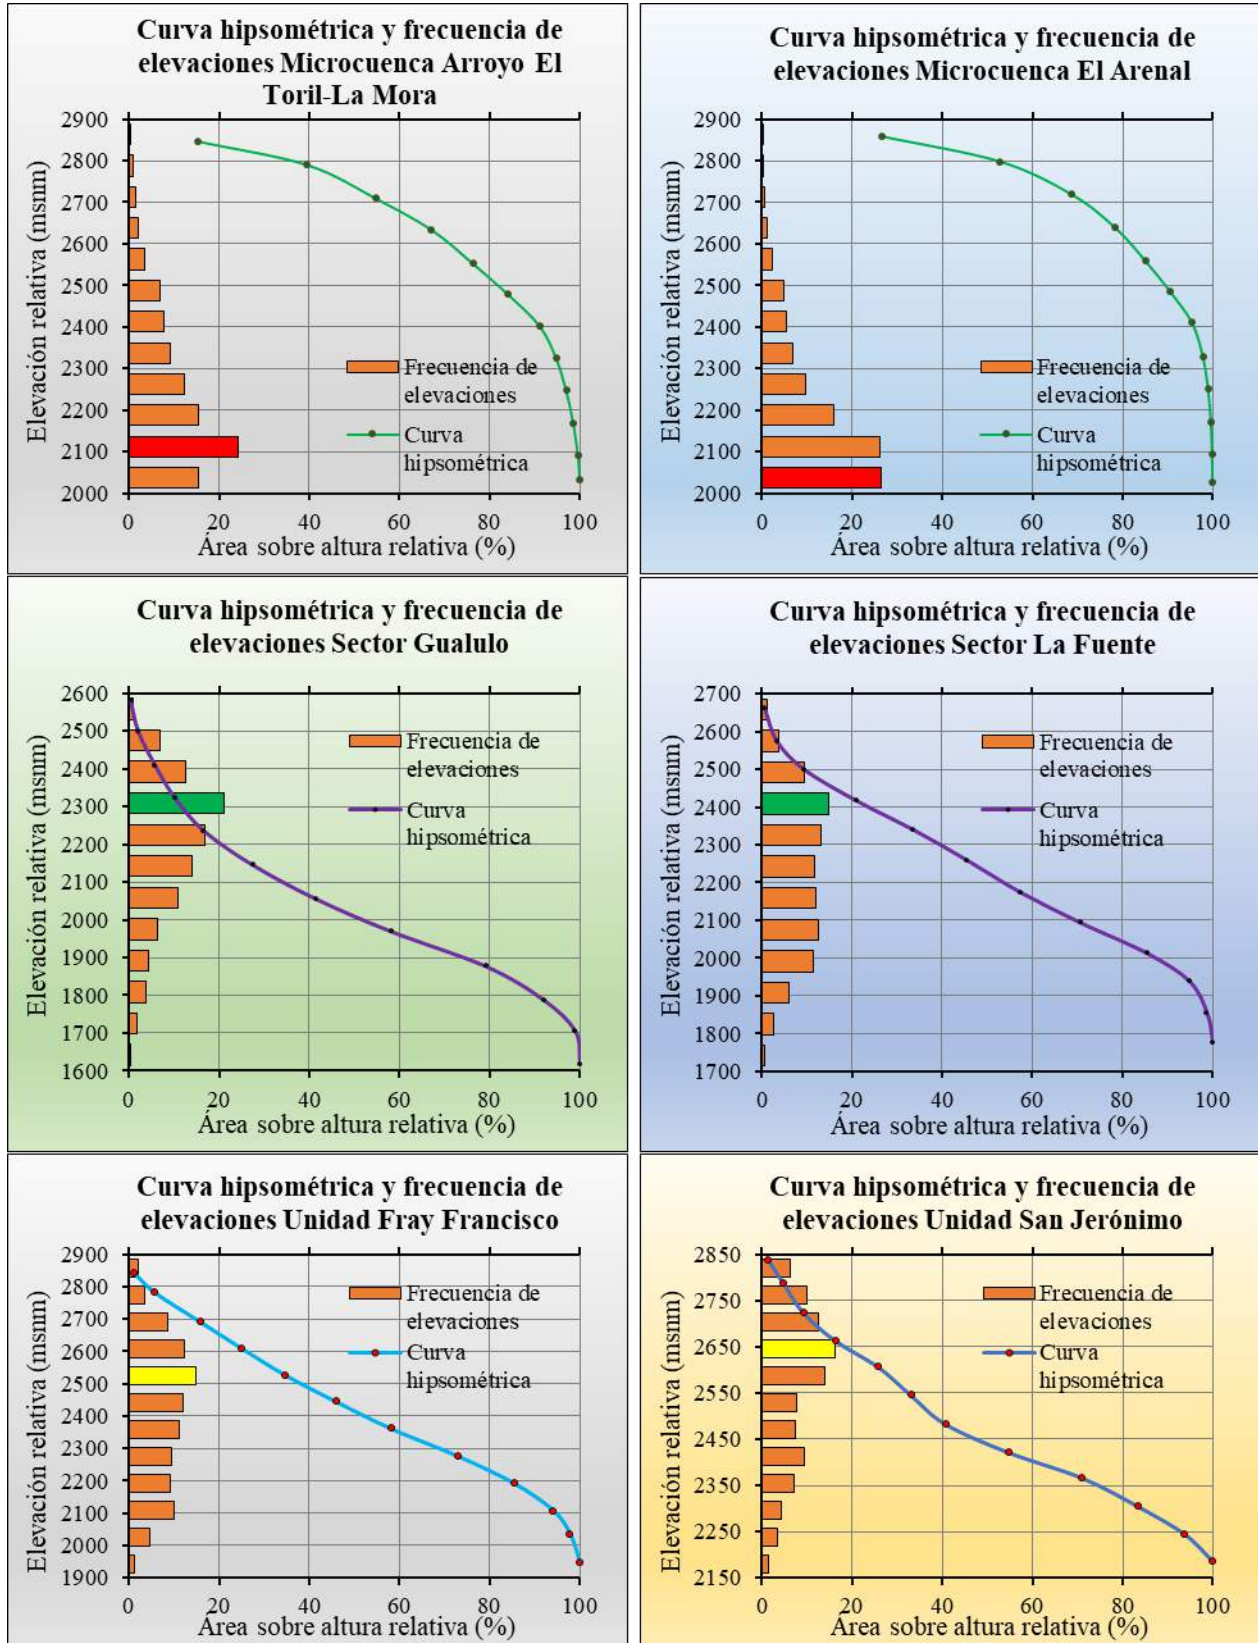 Curva hipsométrica y frecuencia de
elevaciones Microcuenca Arroyo El
Toril-La Mora
Elevación relativa (msnm)
2900
2800
2700
2600
2500
2400
2300
2200
2100
2000
Frecuencia de
elevaciones
Curva
hipsométrica
0 20 40 60 80 100
Área sobre altura relativa (%)
Curva hipsométrica y frecuencia de
elevaciones Microcuenca El Arenal
Elevación relativa (msnm)
2900
2800
2700
2600
2500
2400
2300
2200
2100
2000
Frecuencia de
elevaciones
Curva
hipsométrica
0 20 40 60 80 100
Área sobre altura relativa (%)
Curva hipsométrica y frecuencia de
elevaciones Sector Gualulo
Elevación relativa (msnm)
2600
2500
2400
2300
2200
2100
2000
1900
1800
1700
1600
Frecuencia de
elevaciones
Curva
hipsométrica
0 20 40 60 80 100
Área sobre altura relativa (%)
Curva hipsométrica y frecuencia de
elevaciones Sector La Fuente
Elevación relativa (msnm)
2700
2600
2500
2400
2300
2200
2100
2000
1900
1800
1700
Frecuencia de
elevaciones
Curva
hipsométrica
0 20 40 60 80 100
Área sobre altura relativa (%)
Curva hipsométrica y frecuencia de
elevaciones Unidad Fray Francisco
Elevación relativa (msnm)
2900
2800
2700
2600
2500
2400
2300
2200
2100
2000
1900
Frecuencia de
elevaciones
Curva
hipsométrica
0 20 40 60 80 100
Área sobre altura relativa (%)
Curva hipsométrica y frecuencia de
elevaciones Unidad San Jerónimo
Elevación relativa (msnm)
2850
2750
2650
2550
2450
2350
2250
2150
Frecuencia de
elevaciones
Curva
hipsométrica
0 20 40 60 80 100
Área sobre altura relativa (%)